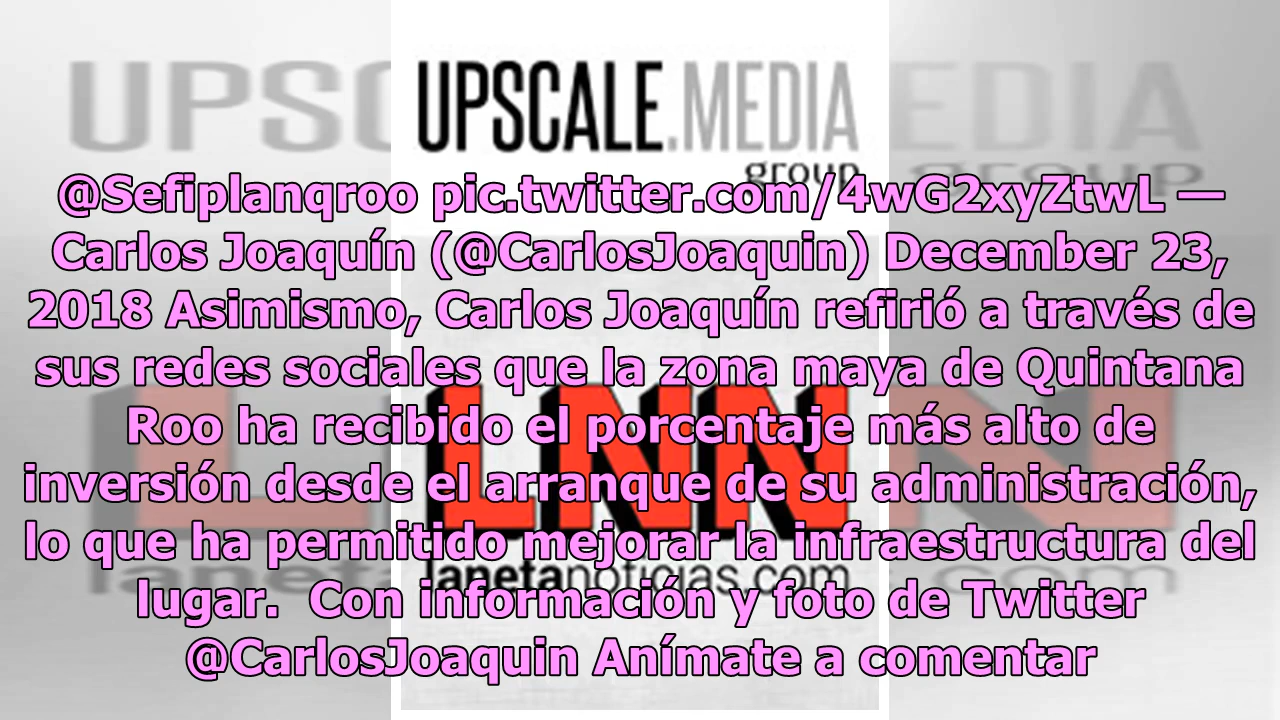 UPSCALE.MEDIA
group
@Sefiplanqroo pic.twitter.com/4wG2xyZtwL —
Carlos Joaquín (@CarlosJoaquin) December 23,
2018 Asimismo, Carlos Joaquín refirió a través de
sus redes sociales que la zona maya de Quintana
Roo ha recibido el porcentaje más alto de
inversión desde el arranque de su administración,
lo que ha permitido mejorar la infraestructura del
lugar.  Con información y foto de Twitter
@CarlosJoaquin Anímate a comentar
LNN
lanetanoticias.com